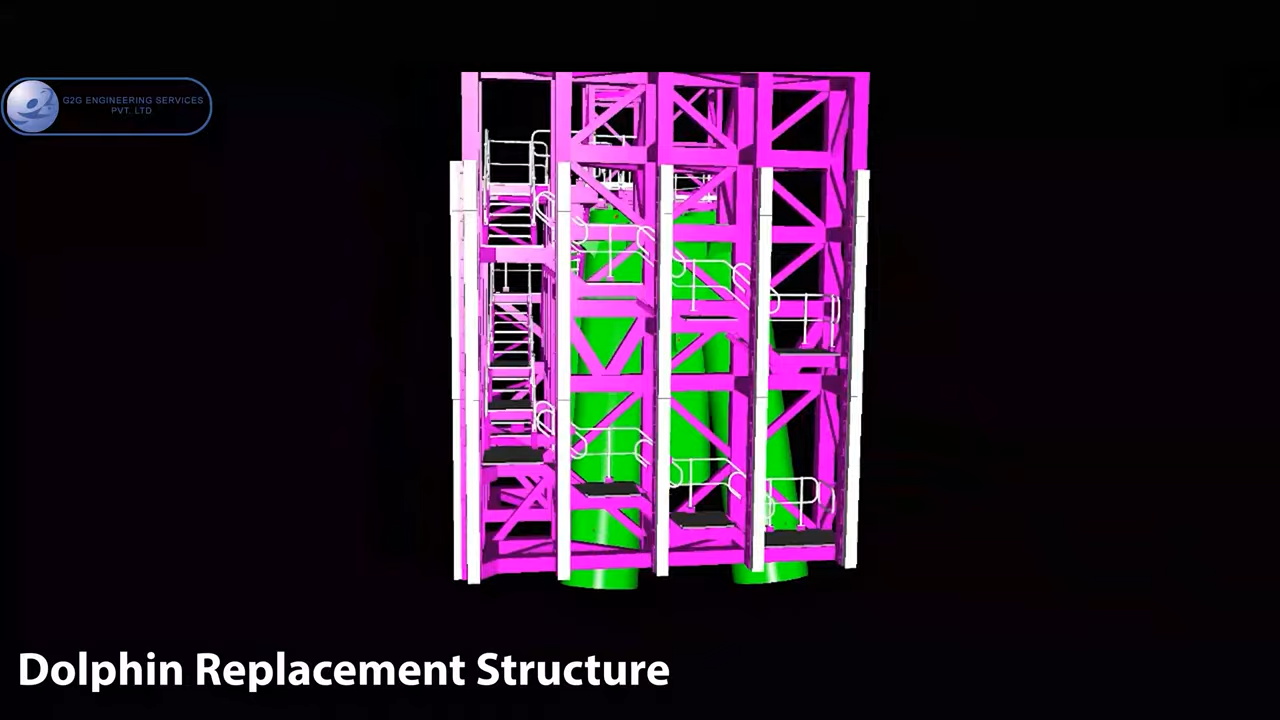 G2G ENGINEERING SERVICES
PVT. LTD
Dolphin Replacement Structure